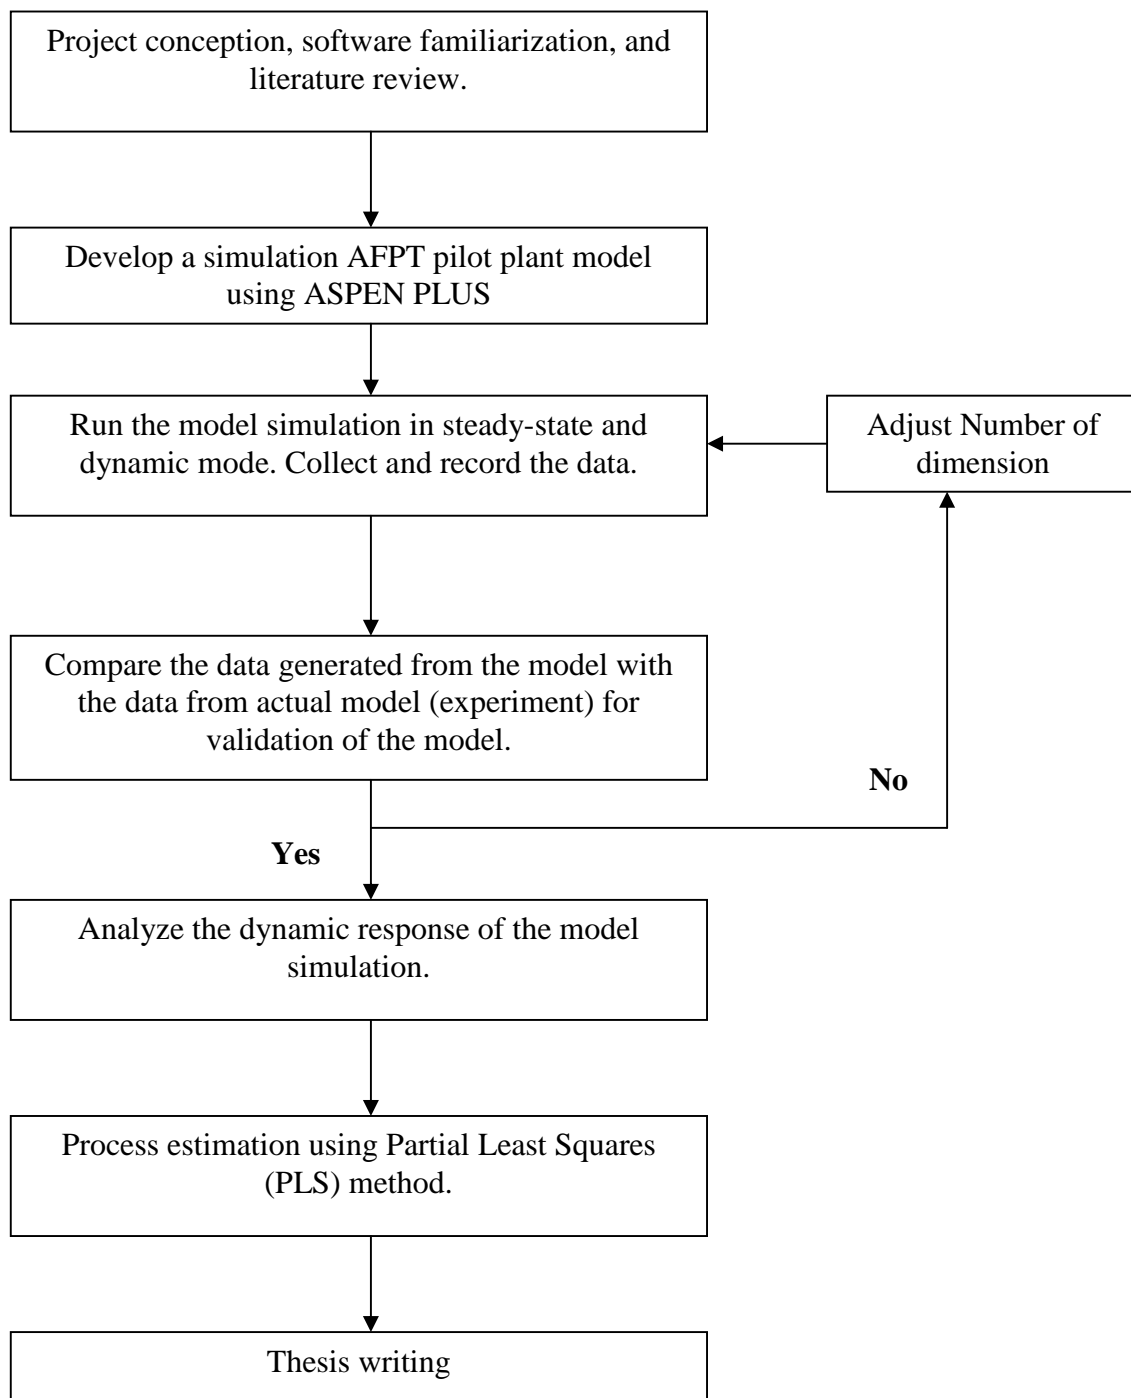 Project conception, software familiarization, and
literature review.
Develop a simulation AFPT pilot plant model
using ASPEN PLUS
Run the model simulation in steady-state and
dynamic mode. Collect and record the data.
Adjust Number of
dimension
Compare the data generated from the model with
the data from actual model (experiment) for
validation of the model.
No
Yes
Analyze the dynamic response of the model
simulation.
Process estimation using Partial Least Squares
(PLS) method.
Thesis writing